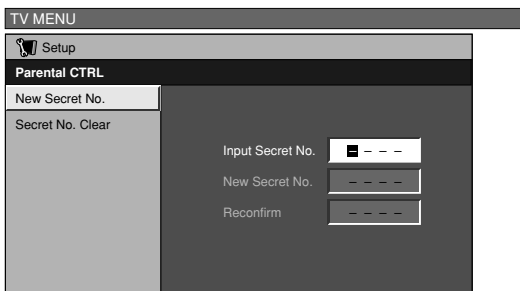 TV MENU
Setup
Parental CTRL
New Secret No.
Secret No. Clear
Input Secret No. – – – –
New Secret No. – – – –
Reconfirm – – – –